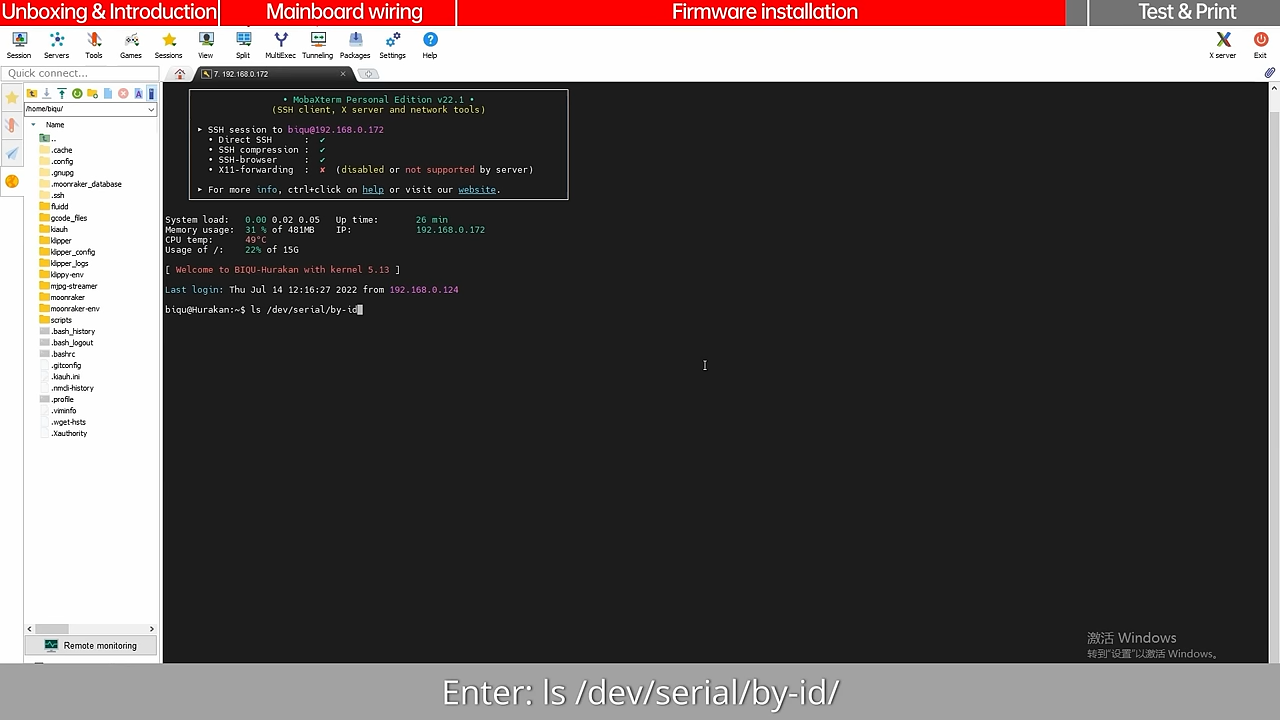 Unboxing & Introduction Mainboard wiring Firmware installation Test & Print
Session Servers Tools Games Sessions View Split MultiExec Tunneling Packages Settings Help X server Exit
Quick connect...
7. 192.168.0.172
/home/biqu/
Name
..
.cache
.config
.gnupg
.moonraker_database
.ssh
fluidd
gcode_files
kiauh
klipper
klipper_config
klipper_logs
klippy-env
mjpg-streamer
moonraker
moonraker-env
scripts
.bash_history
.bash_logout
.bashrc
.gitconfig
.kiauh.ini
.nmcli-history
.profile
.viminfo
.wget-hsts
.Xauthority
Remote monitoring
• MobaXterm Personal Edition v22.1 •
(SSH client, X server and network tools)
▸ SSH session to biqu@192.168.0.172
• Direct SSH : ✔
• SSH compression : ✔
• SSH-browser : ✔
• X11-forwarding : ✘ (disabled or not supported by server)
▸ For more info, ctrl+click on help or visit our website.
System load: 0.00 0.02 0.05 Up time: 26 min
Memory usage: 31 % of 481MB IP: 192.168.0.172
CPU temp: 49°C
Usage of /: 22% of 15G
[ Welcome to BIQU-Hurakan with kernel 5.13 ]
Last login: Thu Jul 14 12:16:27 2022 from 192.168.0.124
biqu@Hurakan:~$ ls /dev/serial/by-id
激活 Windows
转到“设置”以激活 Windows。
Enter: ls /dev/serial/by-id/